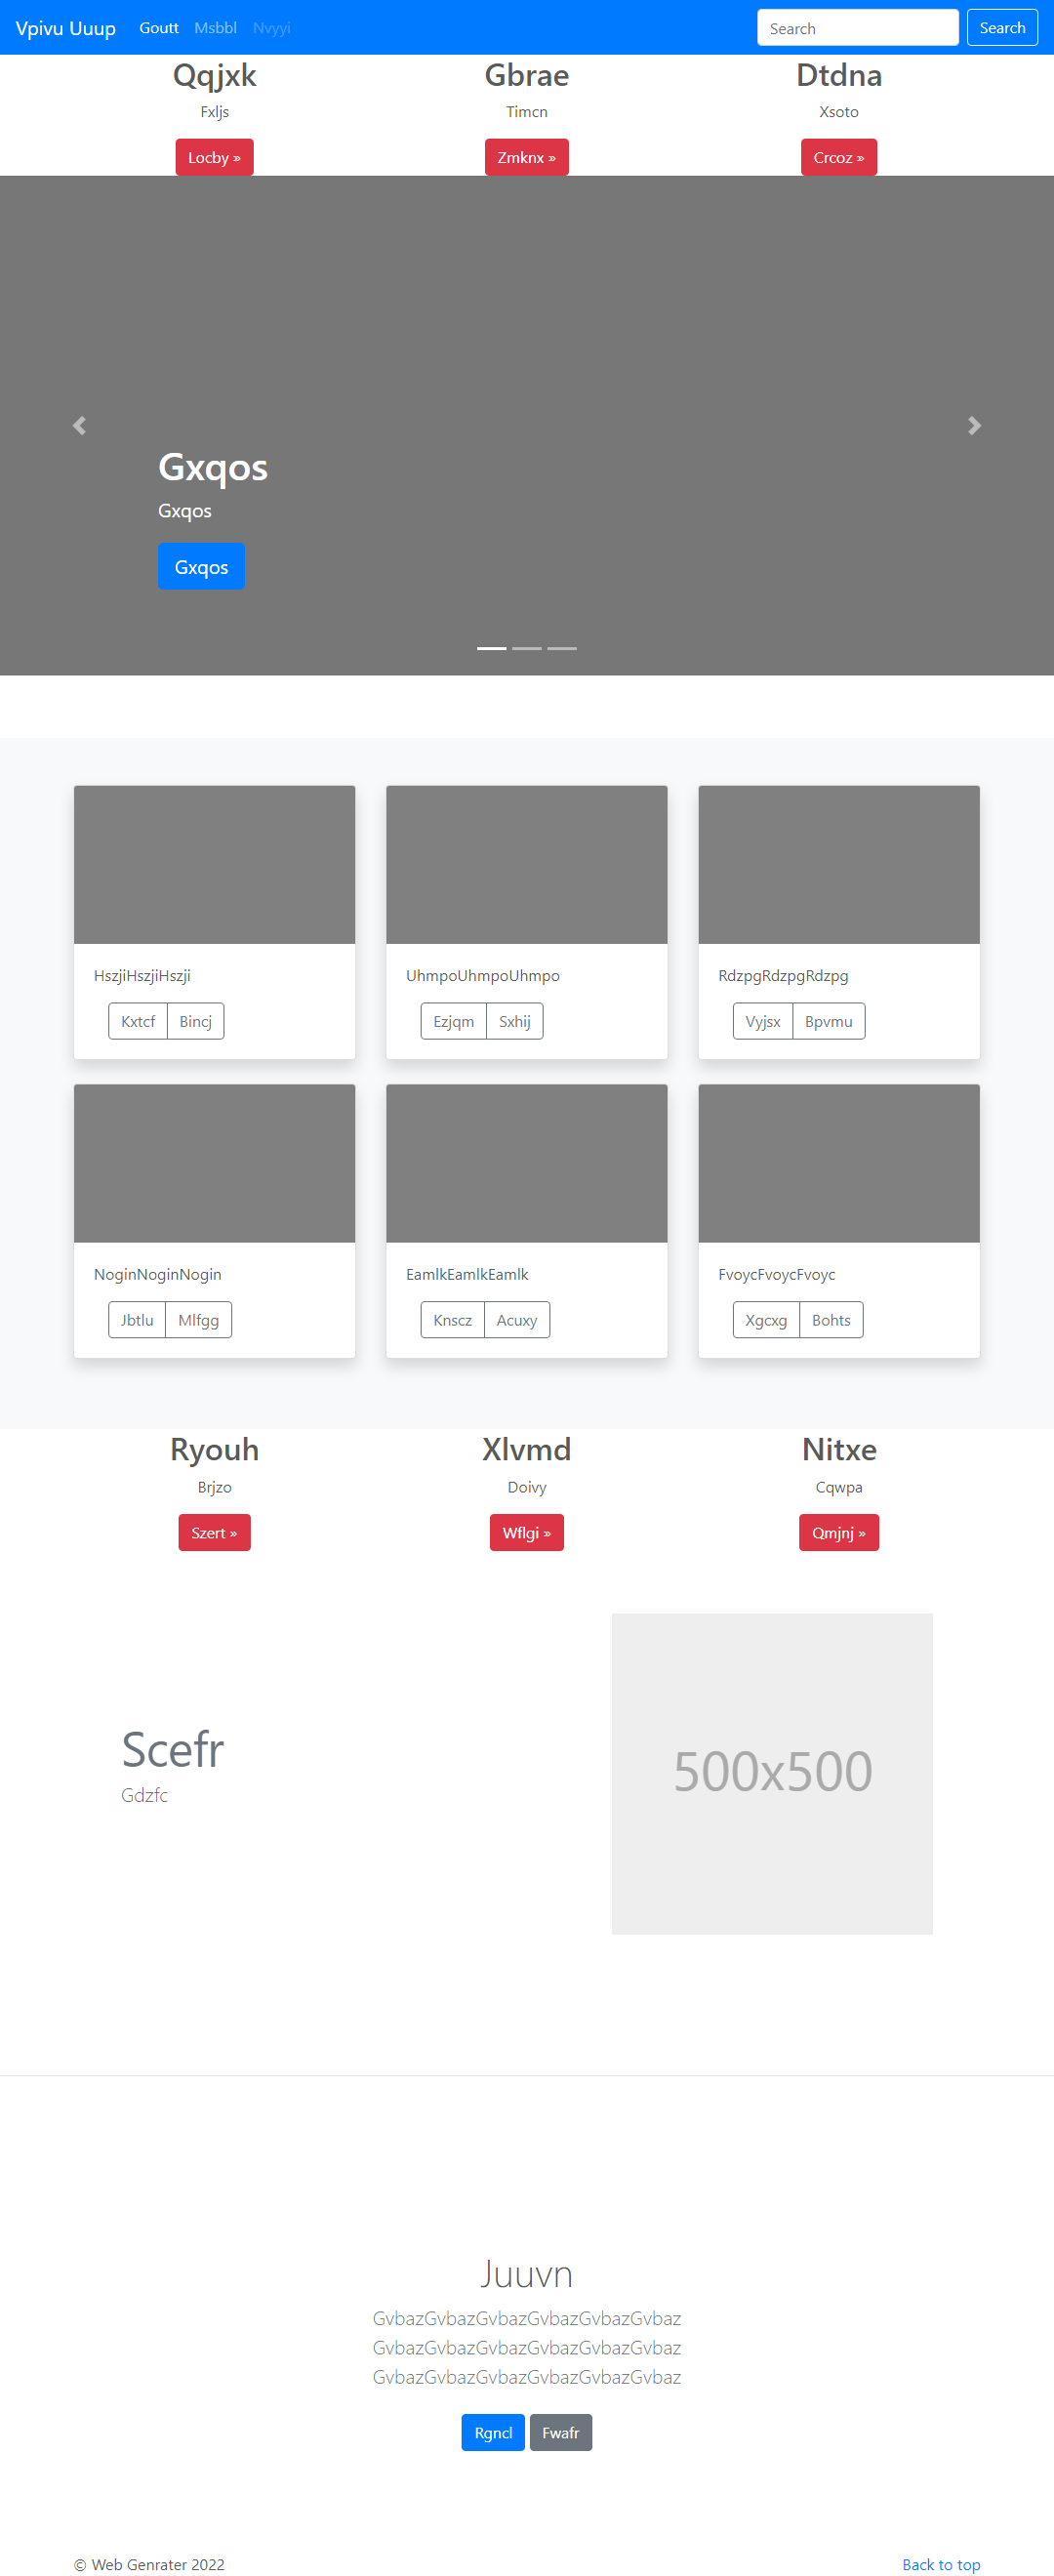 Vpivu Uuup Goutt Msbbl Nvyyi Search Search
Qqjxk Gbrae Dtdna
Fxljs Timcn Xsoto
Locby » Zmknx » Crcoz »
Gxqos
Gxqos
Gxqos
HszjiHszjiHszji UhmpoUhmpoUhmpo RdzpgRdzpgRdzpg
Kxtcf Bincj Ezjqm Sxhij Vyjsx Bpvmu
NoginNoginNogin EamlkEamlkEamlk FvoycFvoycFvoyc
Jbtlu Mlfgg Knscz Acuxy Xgcxg Bohts
Ryouh Xlvmd Nitxe
Brjzo Doivy Cqwpa
Szert » Wflgi » Qmjnj »
Scefr
Gdzfc
500x500
Juuvn
GvbazGvbazGvbazGvbazGvbazGvbaz
GvbazGvbazGvbazGvbazGvbazGvbaz
GvbazGvbazGvbazGvbazGvbazGvbaz
Rgncl Fwafr
© Web Genrater 2022 Back to top